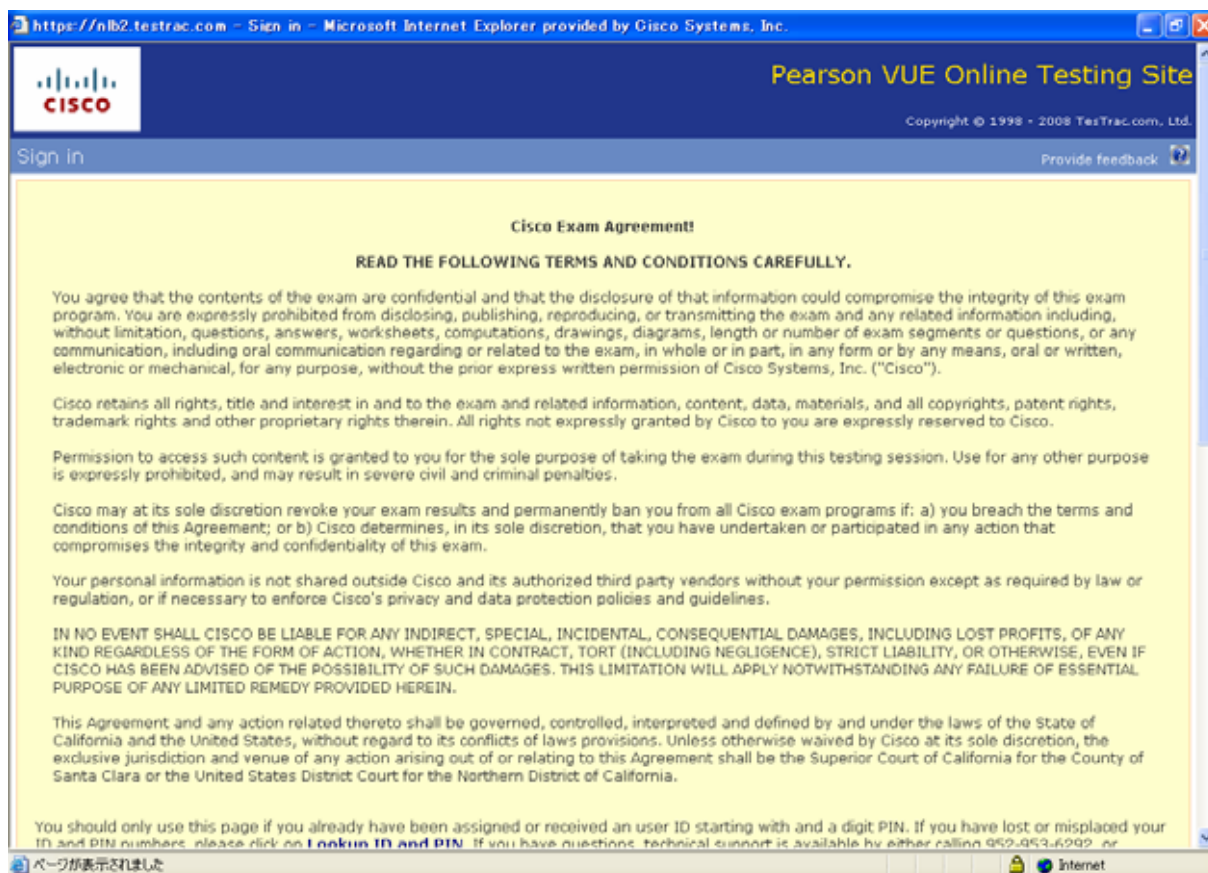 https://nlb2.testrac.com - Sign in - Microsoft Internet Explorer provided by Cisco Systems, Inc.
CISCO
Pearson VUE Online Testing Site
Copyright © 1998 - 2008 TesTrac.com, Ltd.
Sign in
Provide feedback
Cisco Exam Agreement!
READ THE FOLLOWING TERMS AND CONDITIONS CAREFULLY.
You agree that the contents of the exam are confidential and that the disclosure of that information could compromise the integrity of this exam
program. You are expressly prohibited from disclosing, publishing, reproducing, or transmitting the exam and any related information including,
without limitation, questions, answers, worksheets, computations, drawings, diagrams, length or number of exam segments or questions, or any
communication, including oral communication regarding or related to the exam, in whole or in part, in any form or by any means, oral or written,
electronic or mechanical, for any purpose, without the prior express written permission of Cisco Systems, Inc. ("Cisco").
Cisco retains all rights, title and interest in and to the exam and related information, content, data, materials, and all copyrights, patent rights,
trademark rights and other proprietary rights therein. All rights not expressly granted by Cisco to you are expressly reserved to Cisco.
Permission to access such content is granted to you for the sole purpose of taking the exam during this testing session. Use for any other purpose
is expressly prohibited, and may result in severe civil and criminal penalties.
Cisco may at its sole discretion revoke your exam results and permanently ban you from all Cisco exam programs if: a) you breach the terms and
conditions of this Agreement; or b) Cisco determines, in its sole discretion, that you have undertaken or participated in any action that
compromises the integrity and confidentiality of this exam.
Your personal information is not shared outside Cisco and its authorized third party vendors without your permission except as required by law or
regulation, or if necessary to enforce Cisco's privacy and data protection policies and guidelines.
IN NO EVENT SHALL CISCO BE LIABLE FOR ANY INDIRECT, SPECIAL, INCIDENTAL, CONSEQUENTIAL DAMAGES, INCLUDING LOST PROFITS, OF ANY
KIND REGARDLESS OF THE FORM OF ACTION, WHETHER IN CONTRACT, TORT (INCLUDING NEGLIGENCE), STRICT LIABILITY, OR OTHERWISE, EVEN IF
CISCO HAS BEEN ADVISED OF THE POSSIBILITY OF SUCH DAMAGES. THIS LIMITATION WILL APPLY NOTWITHSTANDING ANY FAILURE OF ESSENTIAL
PURPOSE OF ANY LIMITED REMEDY PROVIDED HEREIN.
This Agreement and any action related thereto shall be governed, controlled, interpreted and defined by and under the laws of the State of
California and the United States, without regard to its conflicts of laws provisions. Unless otherwise waived by Cisco at its sole discretion, the
exclusive jurisdiction and venue of any action arising out of or relating to this Agreement shall be the Superior Court of California for the County of
Santa Clara or the United States District Court for the Northern District of California.
You should only use this page if you already have been assigned or received an user ID starting with and a digit PIN. If you have lost or misplaced your
ID and PIN numbers, please click on Lookup ID and PIN. If you have questions, technical support is available by either calling 952-953-6292, or
ページが表示されました
Internet